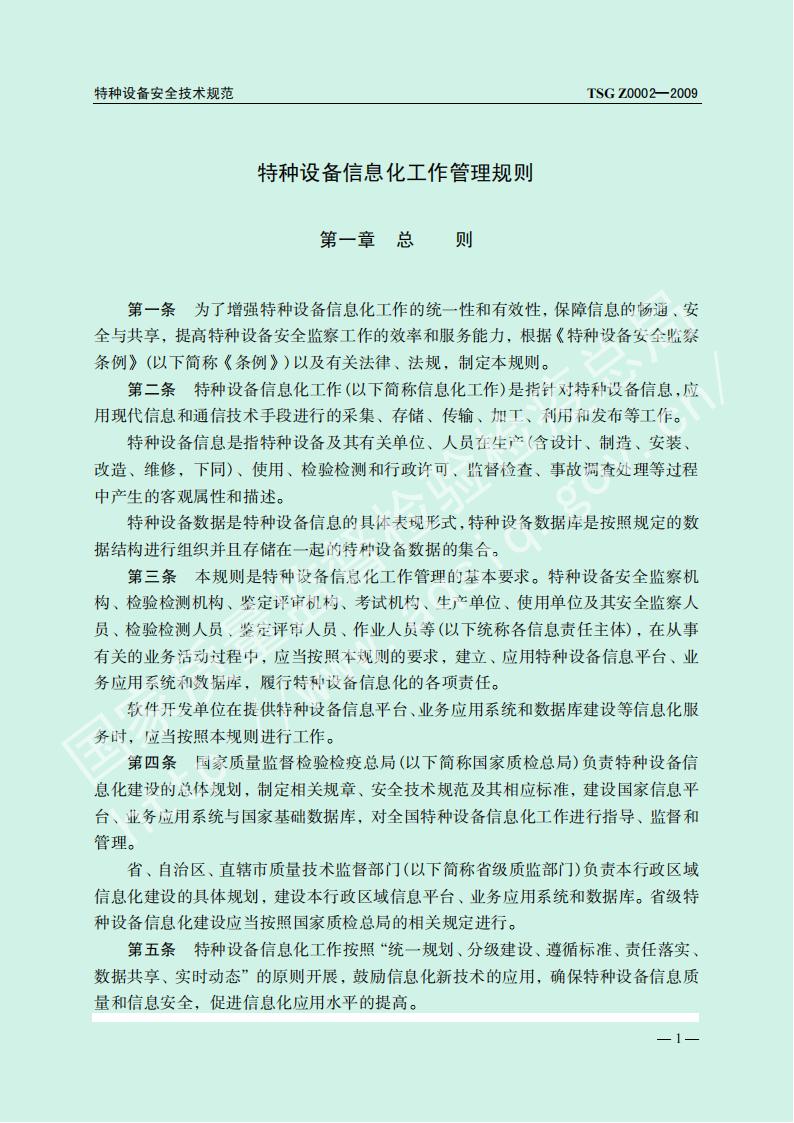 特种设备安全技术规范 TSG Z0002—2009
特种设备信息化工作管理规则
第一章 总 则
第一条 为了增强特种设备信息化工作的统一性和有效性，保障信息的畅通、安
全与共享，提高特种设备安全监察工作的效率和服务能力，根据《特种设备安全监察
条例》(以下简称《条例》)以及有关法律、法规，制定本规则。
第二条 特种设备信息化工作(以下简称信息化工作)是指针对特种设备信息,应
用现代信息和通信技术手段进行的采集、存储、传输、加工、利用和发布等工作。
特种设备信息是指特种设备及其有关单位、人员在生产(含设计、制造、安装、
改造、维修，下同)、使用、检验检测和行政许可、监督检查、事故调查处理等过程
中产生的客观属性和描述。
特种设备数据是特种设备信息的具体表现形式,特种设备数据库是按照规定的数
据结构进行组织并且存储在一起的特种设备数据的集合。
第三条 本规则是特种设备信息化工作管理的基本要求。特种设备安全监察机
构、检验检测机构、鉴定评审机构、考试机构、生产单位、使用单位及其安全监察人
员、检验检测人员、鉴定评审人员、作业人员等(以下统称各信息责任主体)，在从事
有关的业务活动过程中，应当按照本规则的要求，建立、应用特种设备信息平台、业
务应用系统和数据库，履行特种设备信息化的各项责任。
软件开发单位在提供特种设备信息平台、业务应用系统和数据库建设等信息化服
务时，应当按照本规则进行工作。
第四条 国家质量监督检验检疫总局(以下简称国家质检总局)负责特种设备信
息化建设的总体规划，制定相关规章、安全技术规范及其相应标准，建设国家信息平
台、业务应用系统与国家基础数据库，对全国特种设备信息化工作进行指导、监督和
管理。
省、自治区、直辖市质量技术监督部门(以下简称省级质监部门)负责本行政区域
信息化建设的具体规划，建设本行政区域信息平台、业务应用系统和数据库。省级特
种设备信息化建设应当按照国家质检总局的相关规定进行。
第五条 特种设备信息化工作按照“统一规划、分级建设、遵循标准、责任落实、
数据共享、实时动态”的原则开展，鼓励信息化新技术的应用，确保特种设备信息质
量和信息安全，促进信息化应用水平的提高。
— 1 —
国家质量监督检验检疫总局
http://www.aqsiq.gov.cn/